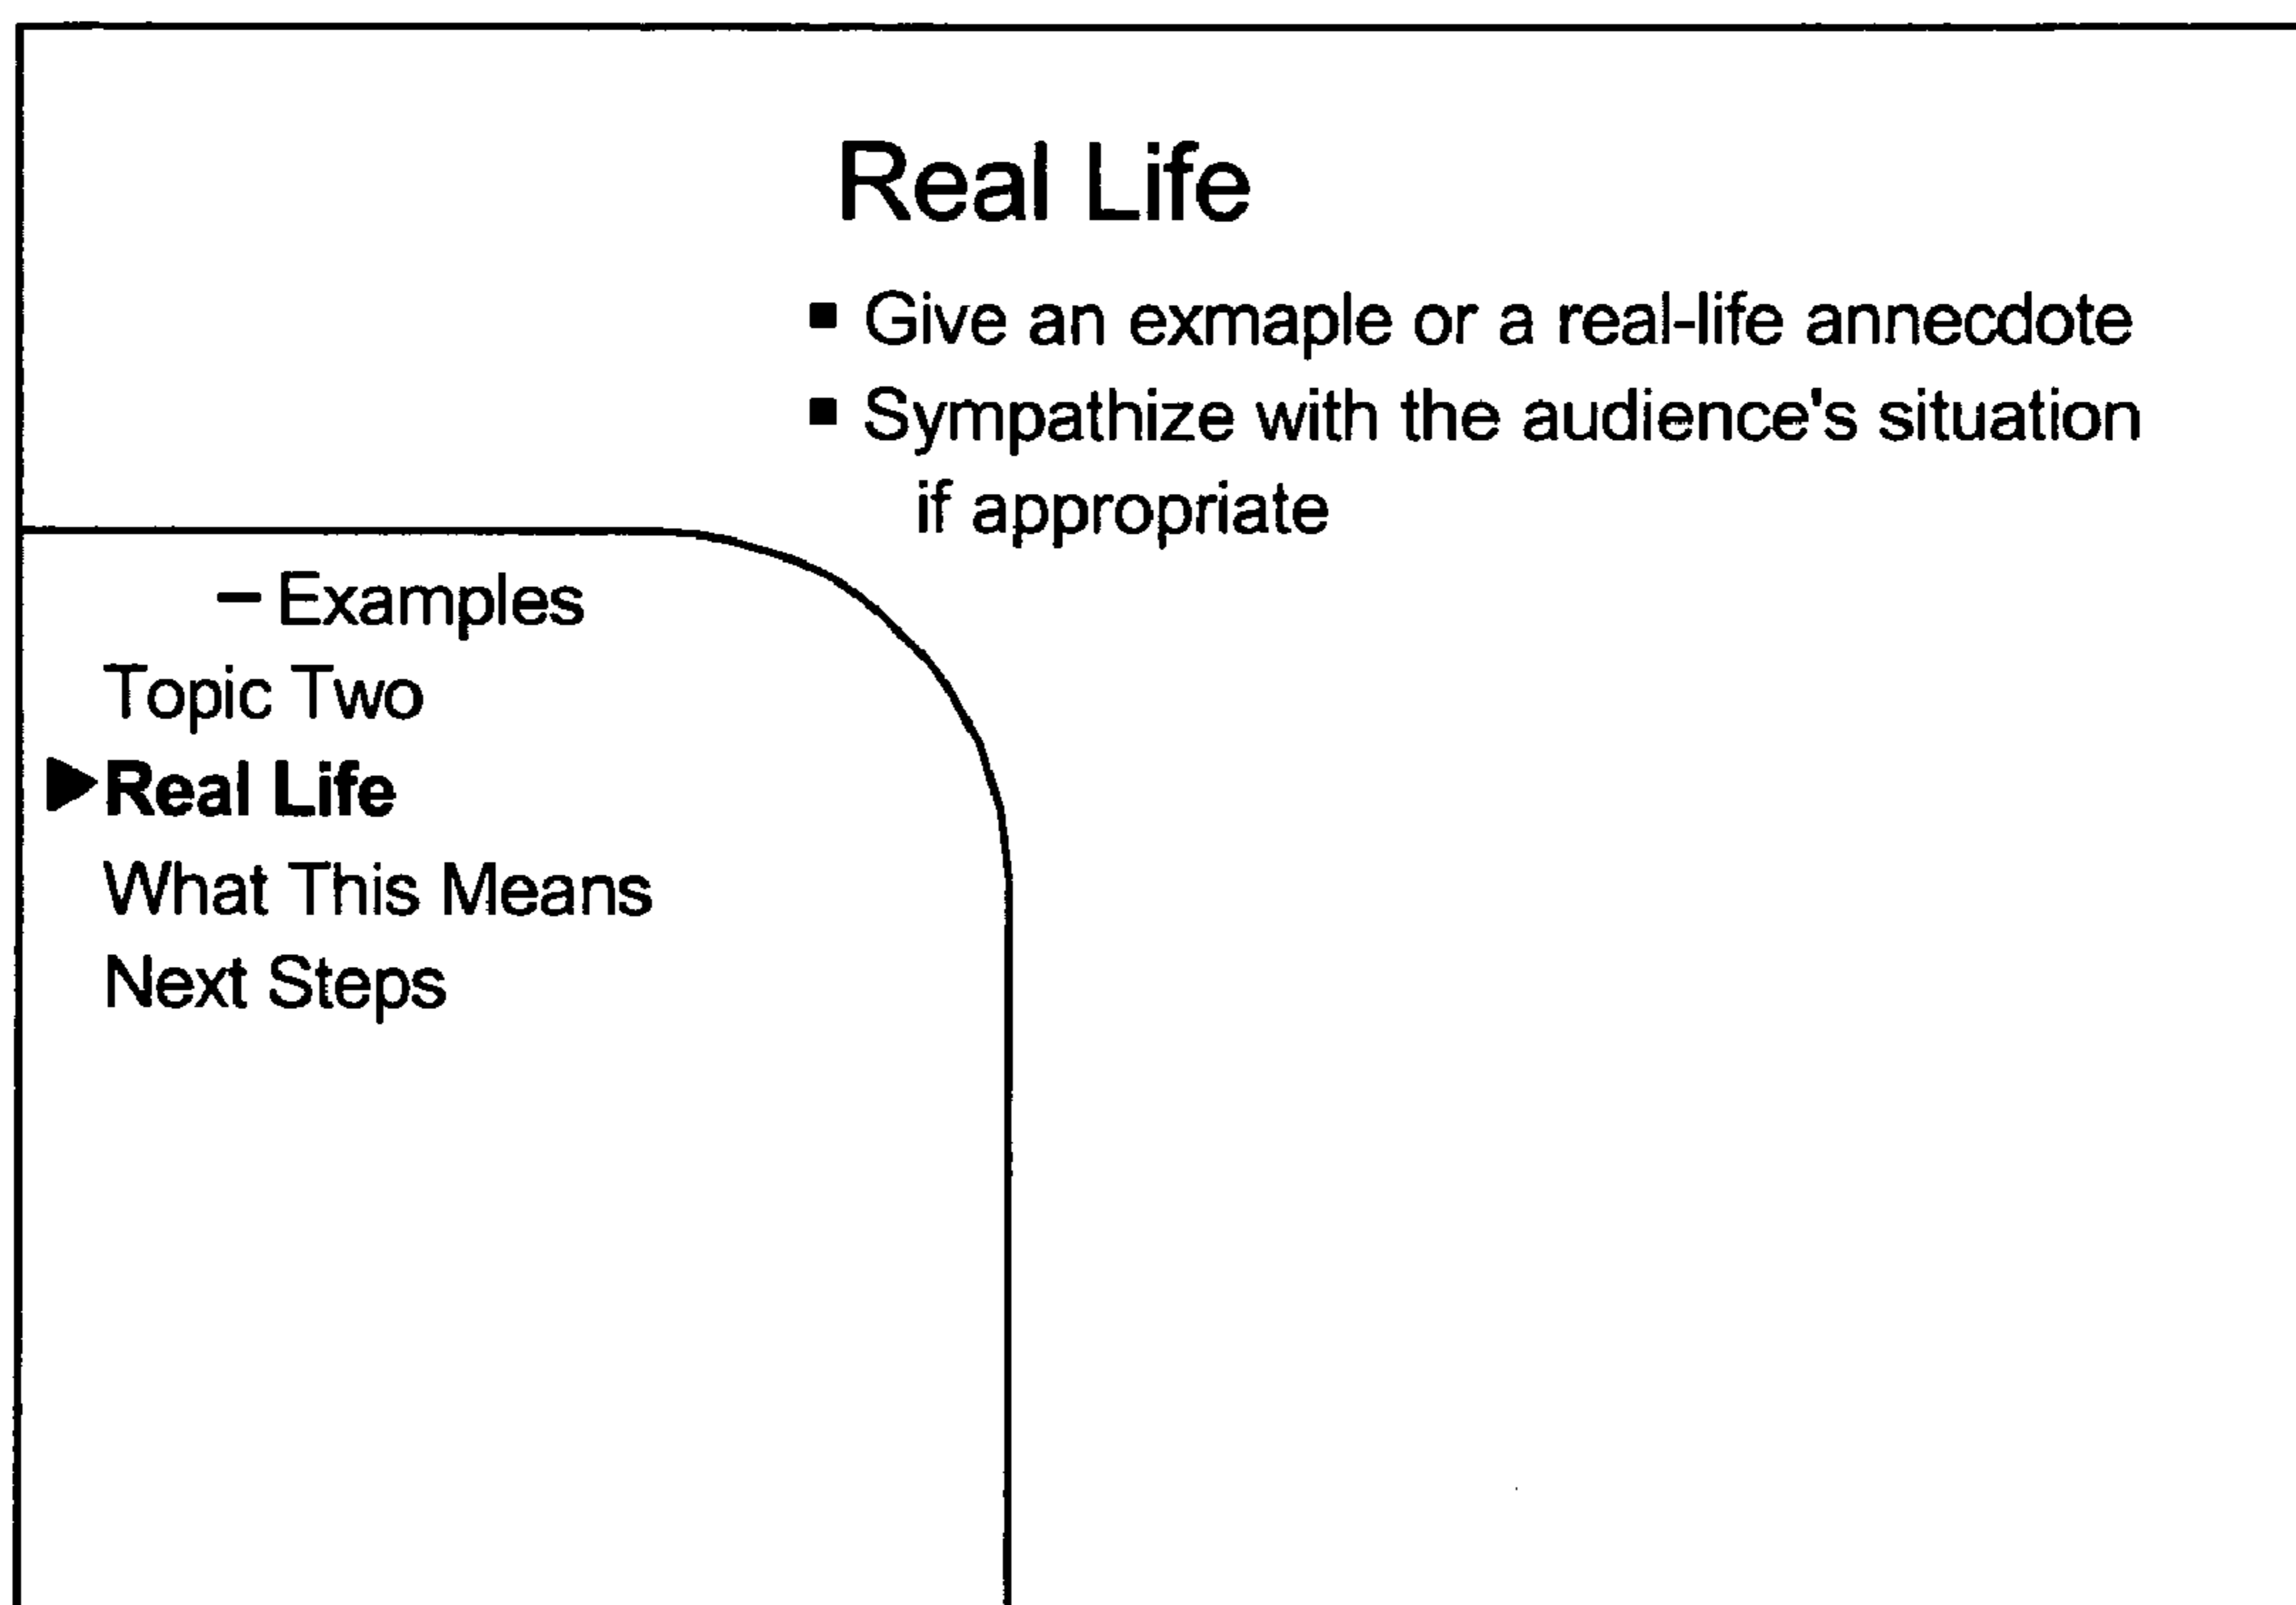 Real Life
▪ Give an exmaple or a real-life annecdote
▪ Sympathize with the audience's situation
if appropriate
– Examples
Topic Two
▶Real Life
What This Means
Next Steps